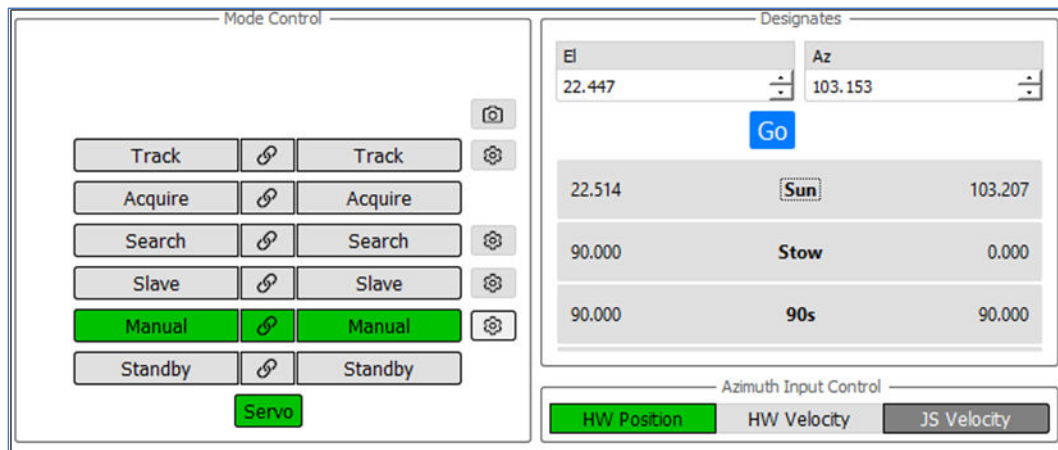 Mode Control
Track Track
Acquire Acquire
Search Search
Slave Slave
Manual Manual
Standby Standby
Servo
Designates
El Az
22.447 103.153
Go
22.514 Sun 103.207
90.000 Stow 0.000
90.000 90s 90.000
Azimuth Input Control
HW Position HW Velocity JS Velocity